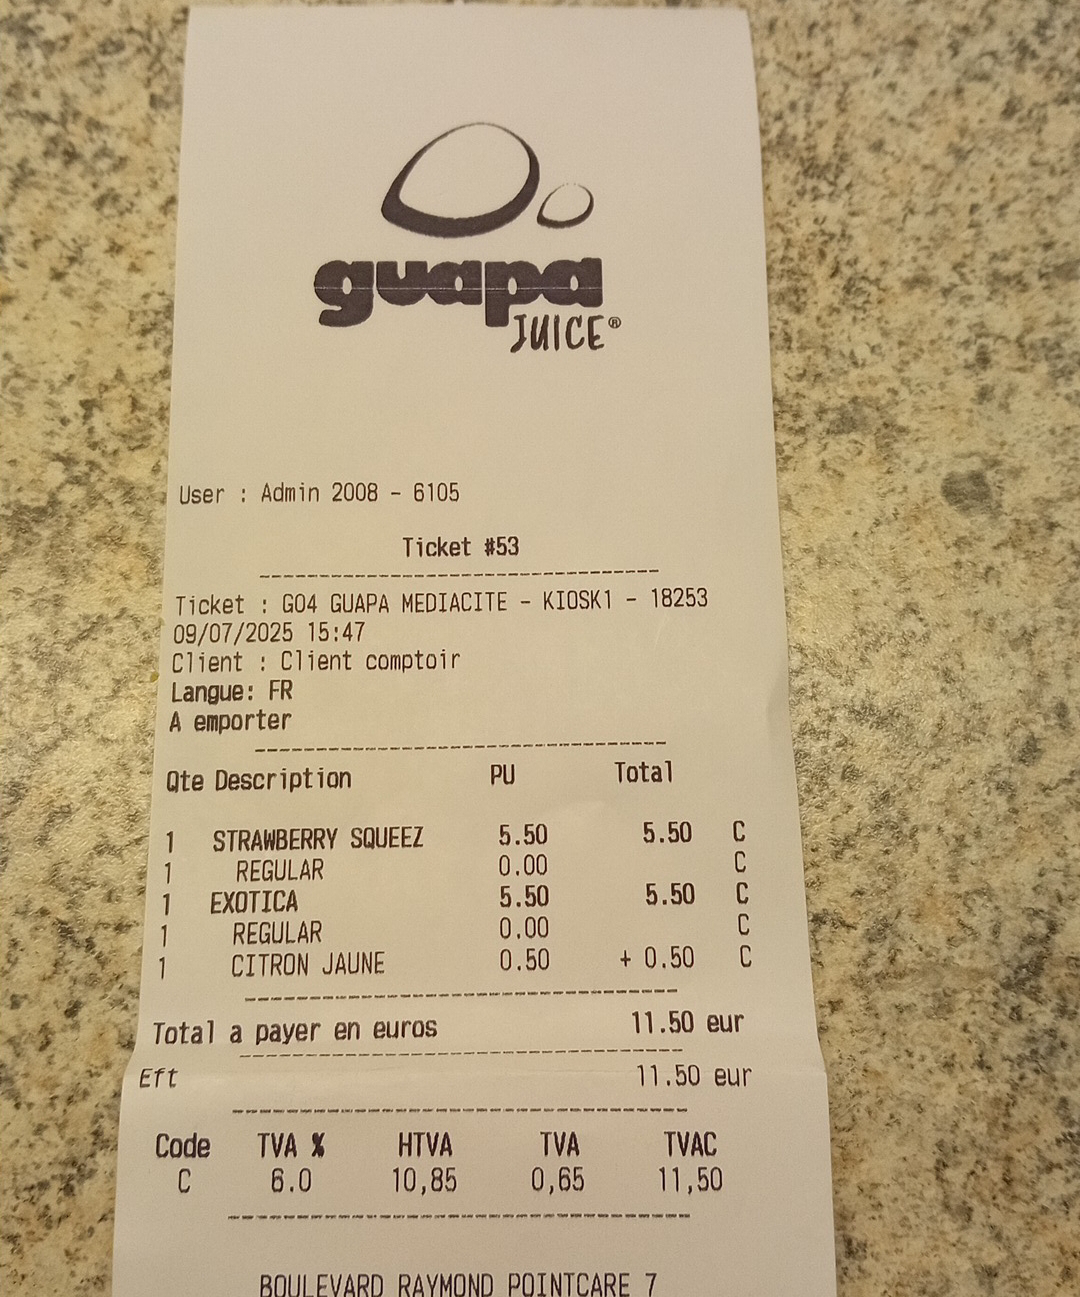 guapa
JUICE®
User : Admin 2008 - 6105
Ticket #53
Ticket : G04 GUAPA MEDIACITE - KIOSK1 - 18253
09/07/2025 15:47
Client : Client comptoir
Langue: FR
A emporter
Qte Description PU Total
1 STRAWBERRY SQUEEZ 5.50 5.50 C
1 REGULAR 0.00 C
1 EXOTICA 5.50 5.50 C
1 REGULAR 0.00 C
1 CITRON JAUNE 0.50 + 0.50 C
Total a payer en euros 11.50 eur
Eft 11.50 eur
Code TVA % HTVA TVA TVAC
C 6.0 10,85 0,65 11,50
BOULEVARD RAYMOND POINTCARE 7